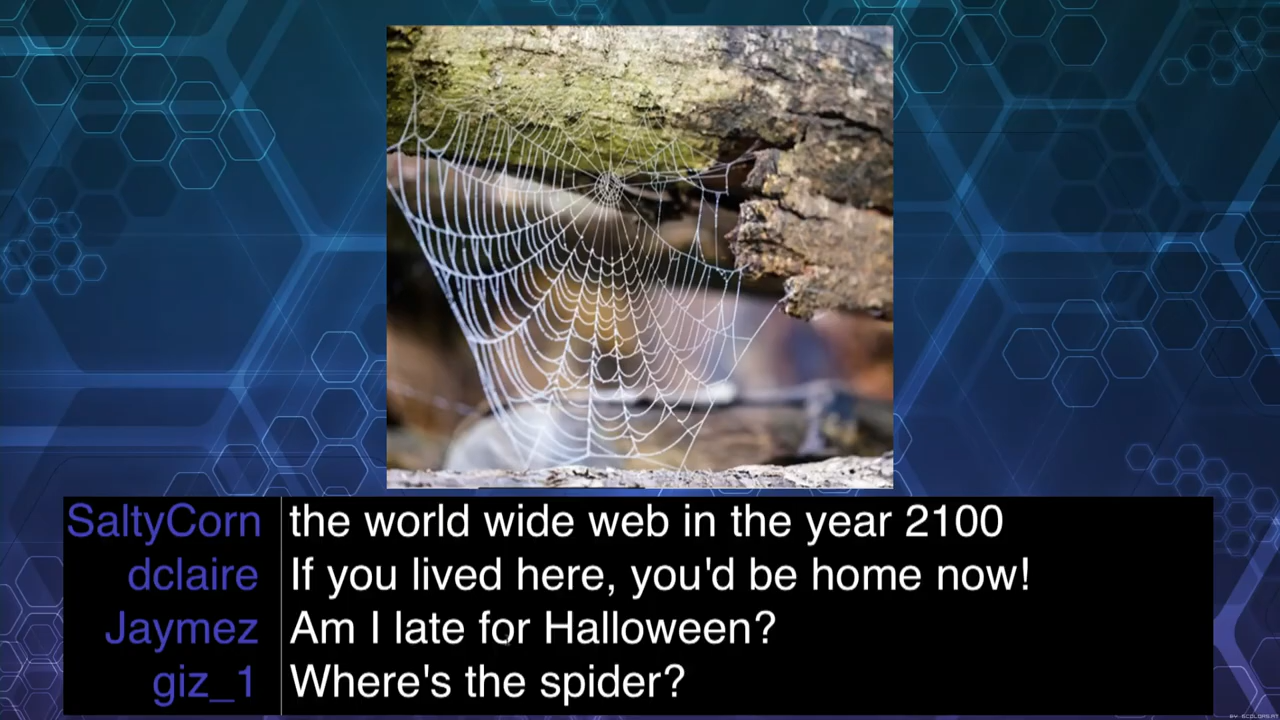 SaltyCorn the world wide web in the year 2100
dclaire If you lived here, you'd be home now!
Jaymez Am I late for Halloween?
giz_1 Where's the spider?